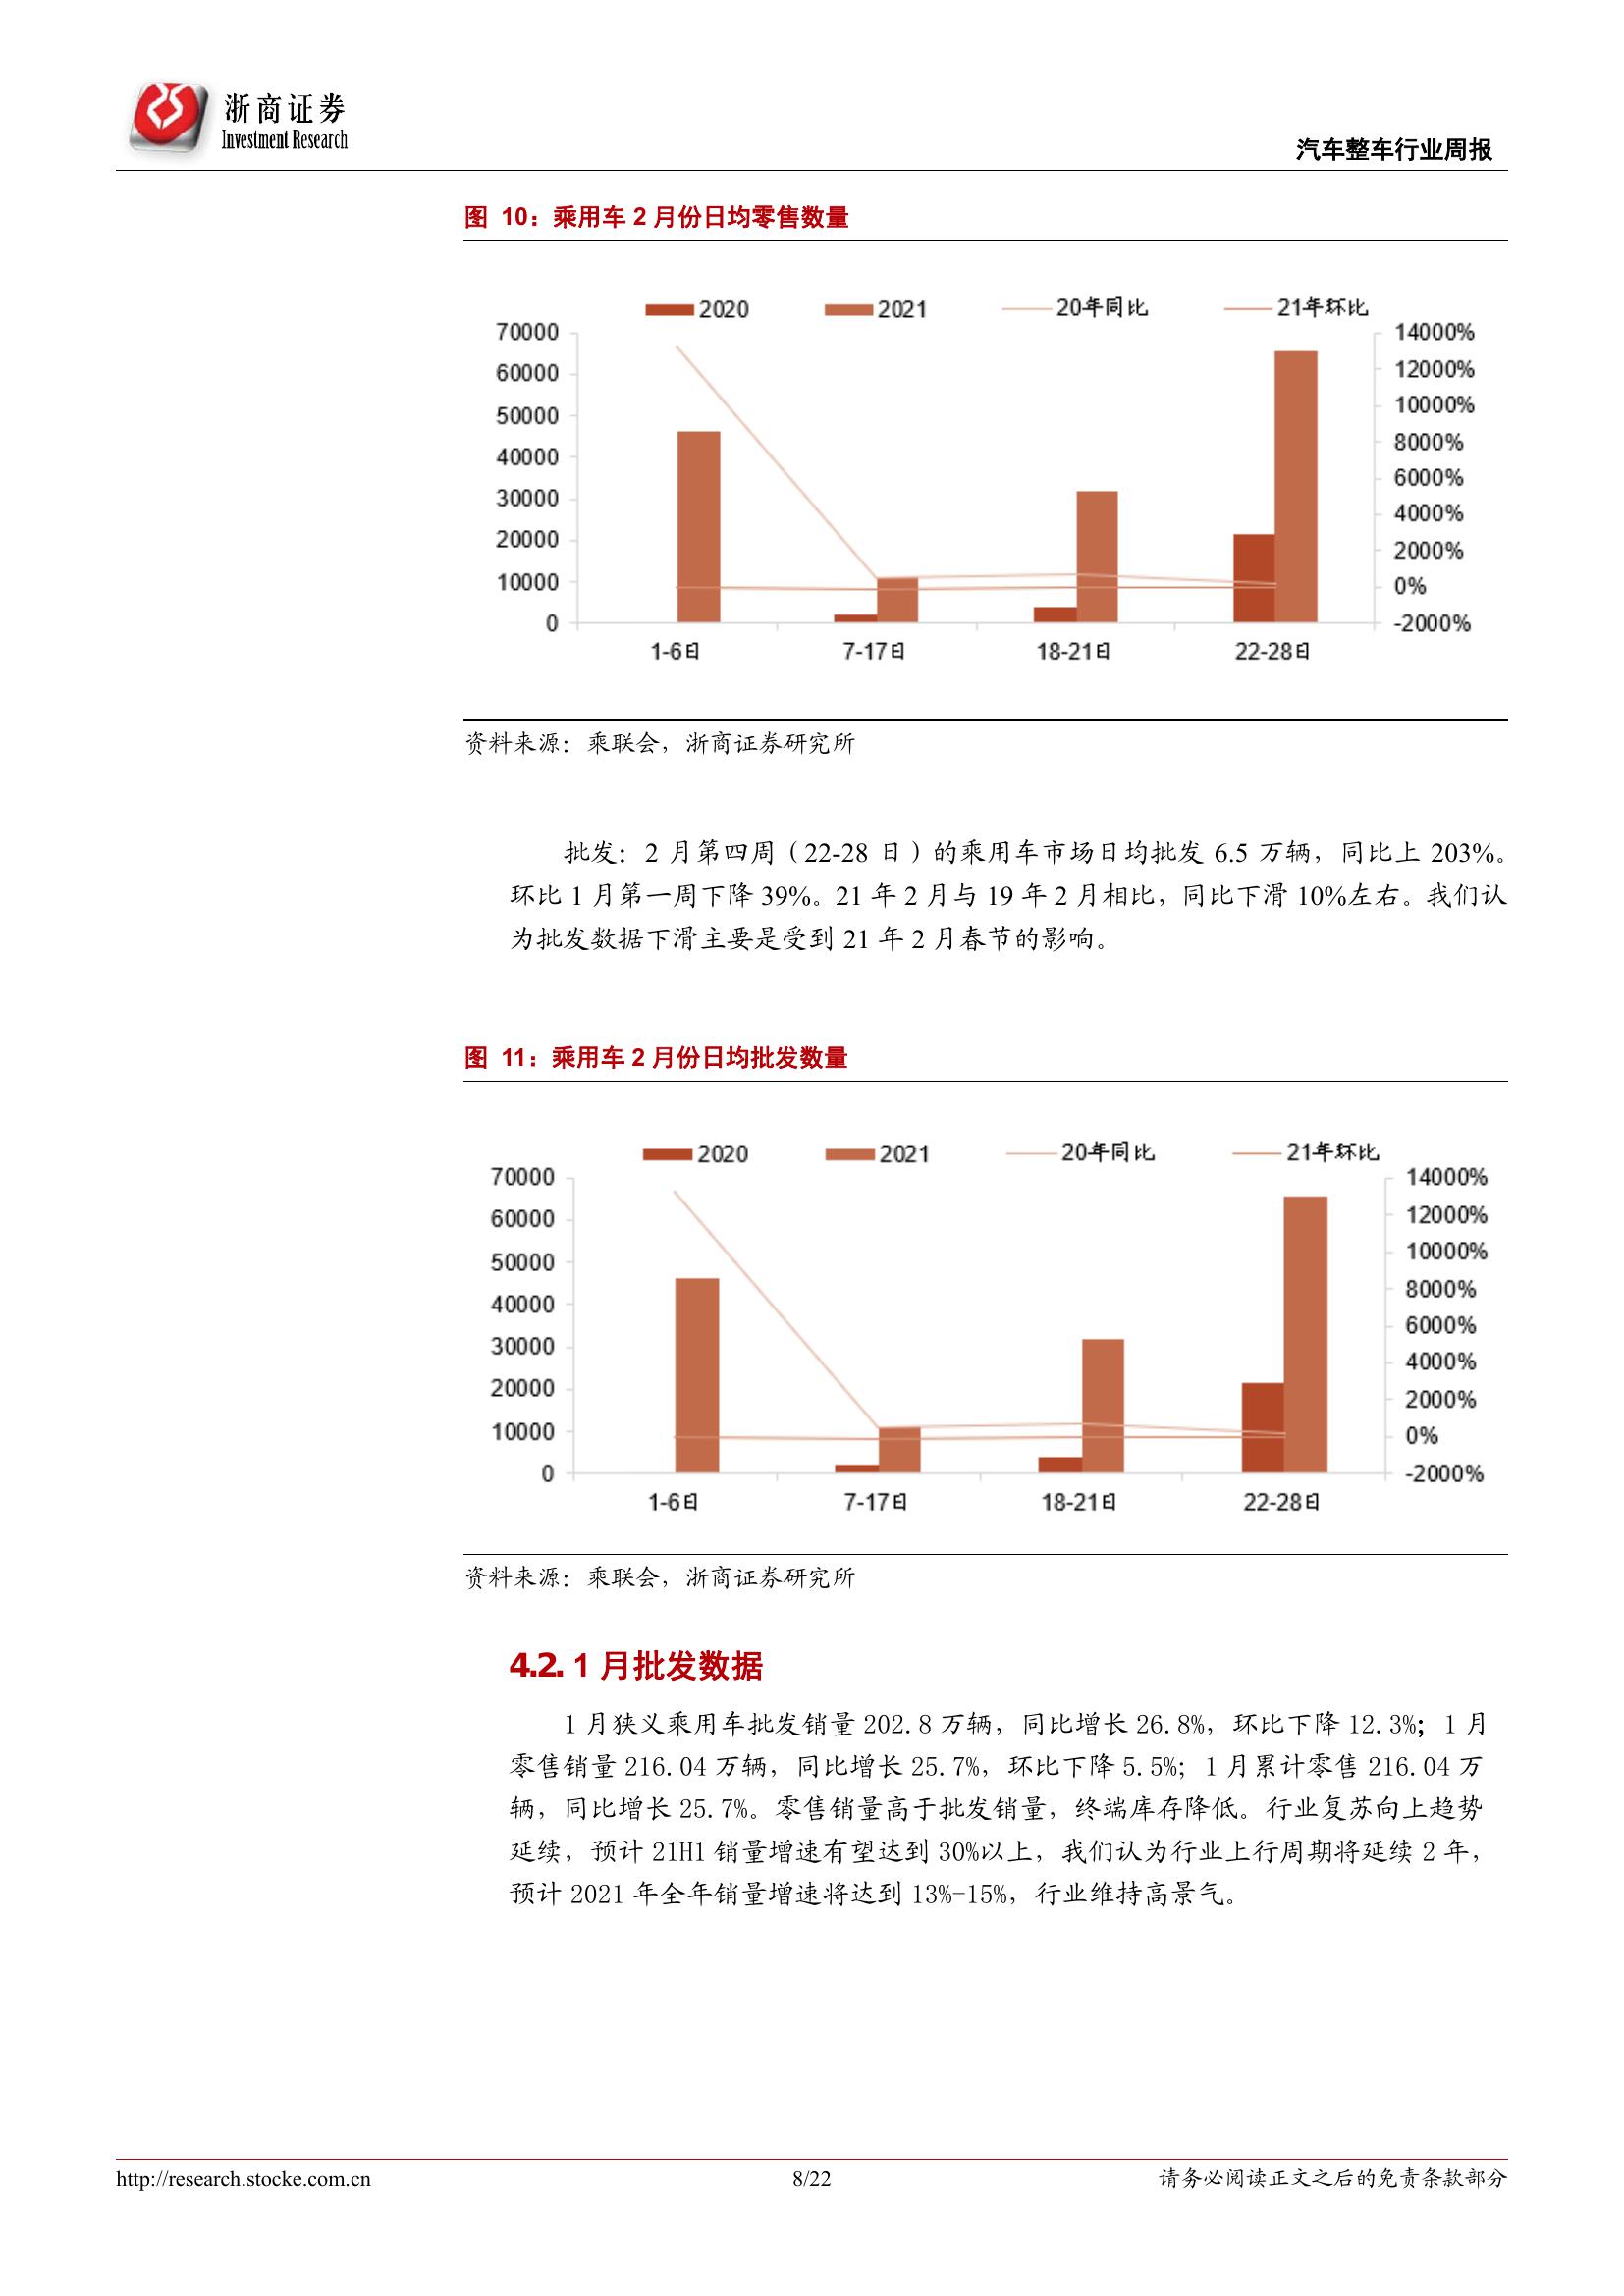 浙商证券
Investment Research
汽车整车行业周报
图 10：乘用车 2 月份日均零售数量
2020 2021 20年同比 21年环比
70000 14000%
60000 12000%
50000 10000%
40000 8000%
30000 6000%
20000 4000%
10000 2000%
0 0%
-2000%
1-6日 7-17日 18-21日 22-28日
资料来源：乘联会，浙商证券研究所
批发：2 月第四周（22-28 日）的乘用车市场日均批发 6.5 万辆，同比上 203%。
环比 1 月第一周下降 39%。21 年 2 月与 19 年 2 月相比，同比下滑 10%左右。我们认
为批发数据下滑主要是受到 21 年 2 月春节的影响。
图 11：乘用车 2 月份日均批发数量
2020 2021 20年同比 21年环比
70000 14000%
60000 12000%
50000 10000%
40000 8000%
30000 6000%
20000 4000%
10000 2000%
0 0%
-2000%
1-6日 7-17日 18-21日 22-28日
资料来源：乘联会，浙商证券研究所
4.2. 1 月批发数据
1 月狭义乘用车批发销量 202.8 万辆，同比增长 26.8%，环比下降 12.3%；1 月
零售销量 216.04 万辆，同比增长 25.7%，环比下降 5.5%；1 月累计零售 216.04 万
辆，同比增长 25.7%。零售销量高于批发销量，终端库存降低。行业复苏向上趋势
延续，预计 21H1 销量增速有望达到 30%以上，我们认为行业上行周期将延续 2 年，
预计 2021 年全年销量增速将达到 13%-15%，行业维持高景气。
http://research.stocke.com.cn 8/22 请务必阅读正文之后的免责条款部分